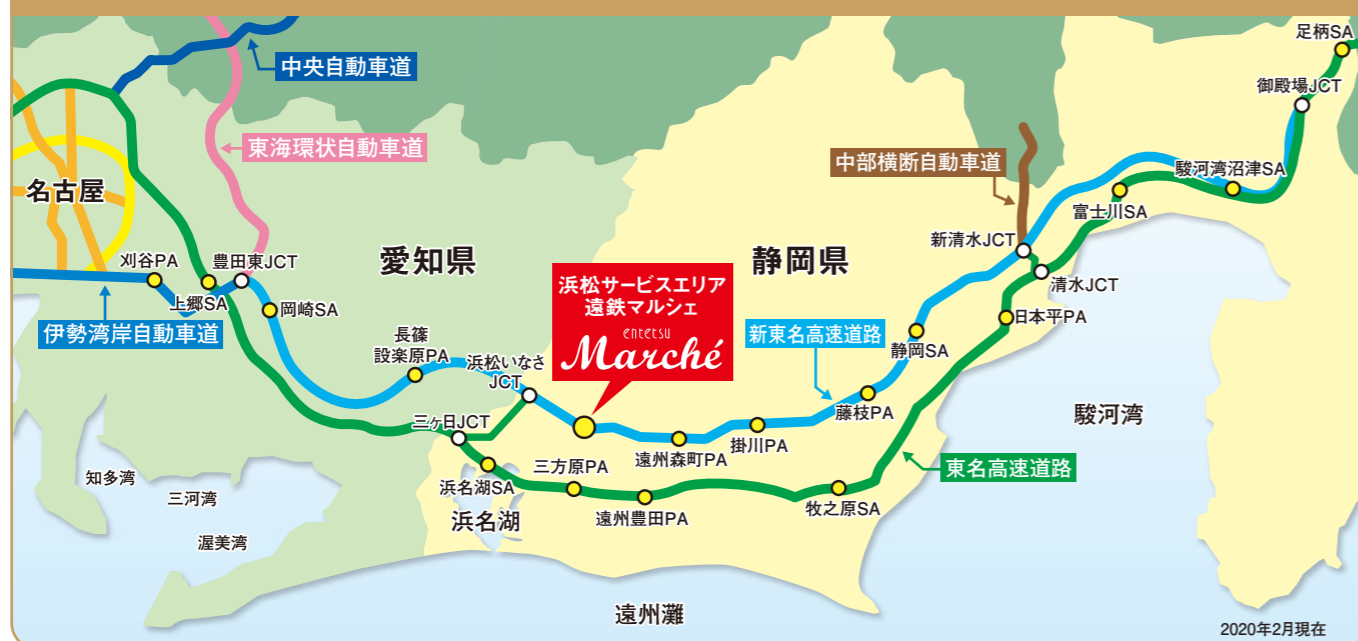 足柄SA
中央自動車道
御殿場JCT
東海環状自動車道
中部横断自動車道
駿河湾沼津SA
名古屋
富士川SA
新清水JCT
刈谷PA
豊田東JCT
愛知県
静岡県
清水JCT
浜松サービスエリア
遠鉄マルシェ
entetsu
Marché
上郷SA
岡崎SA
日本平PA
伊勢湾岸自動車道
長篠
設楽原PA
新東名高速道路
静岡SA
浜松いなさ
JCT
藤枝PA
三ヶ日JCT
駿河湾
遠州森町PA
掛川PA
東名高速道路
知多湾
三河湾
浜名湖SA
三方原PA
牧之原SA
浜名湖
遠州豊田PA
渥美湾
遠州灘
2020年2月現在